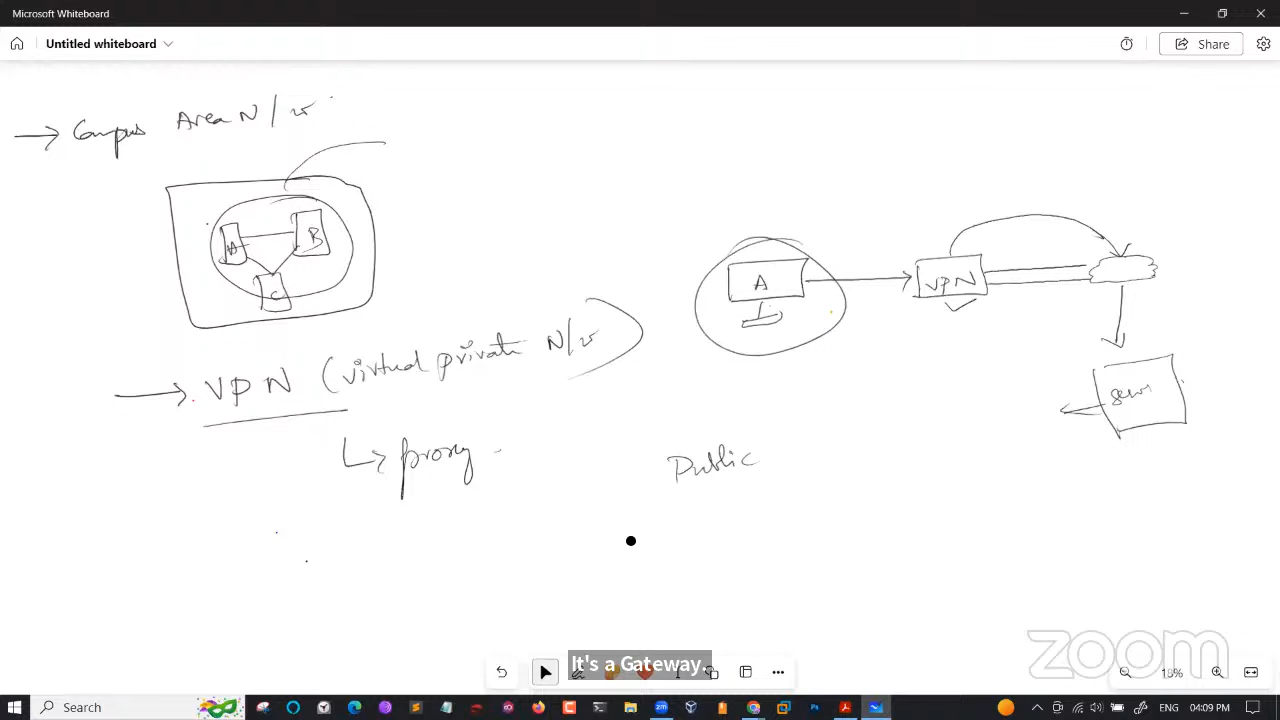 Microsoft Whiteboard
Untitled whiteboard
Share
→ Campus Area N/w
A
B
C
A
VPN
→ VPN (virtual private N/w)
↳ proxy
Public
It's a Gateway.
zoom
18%
Search
ENG
04:09 PM